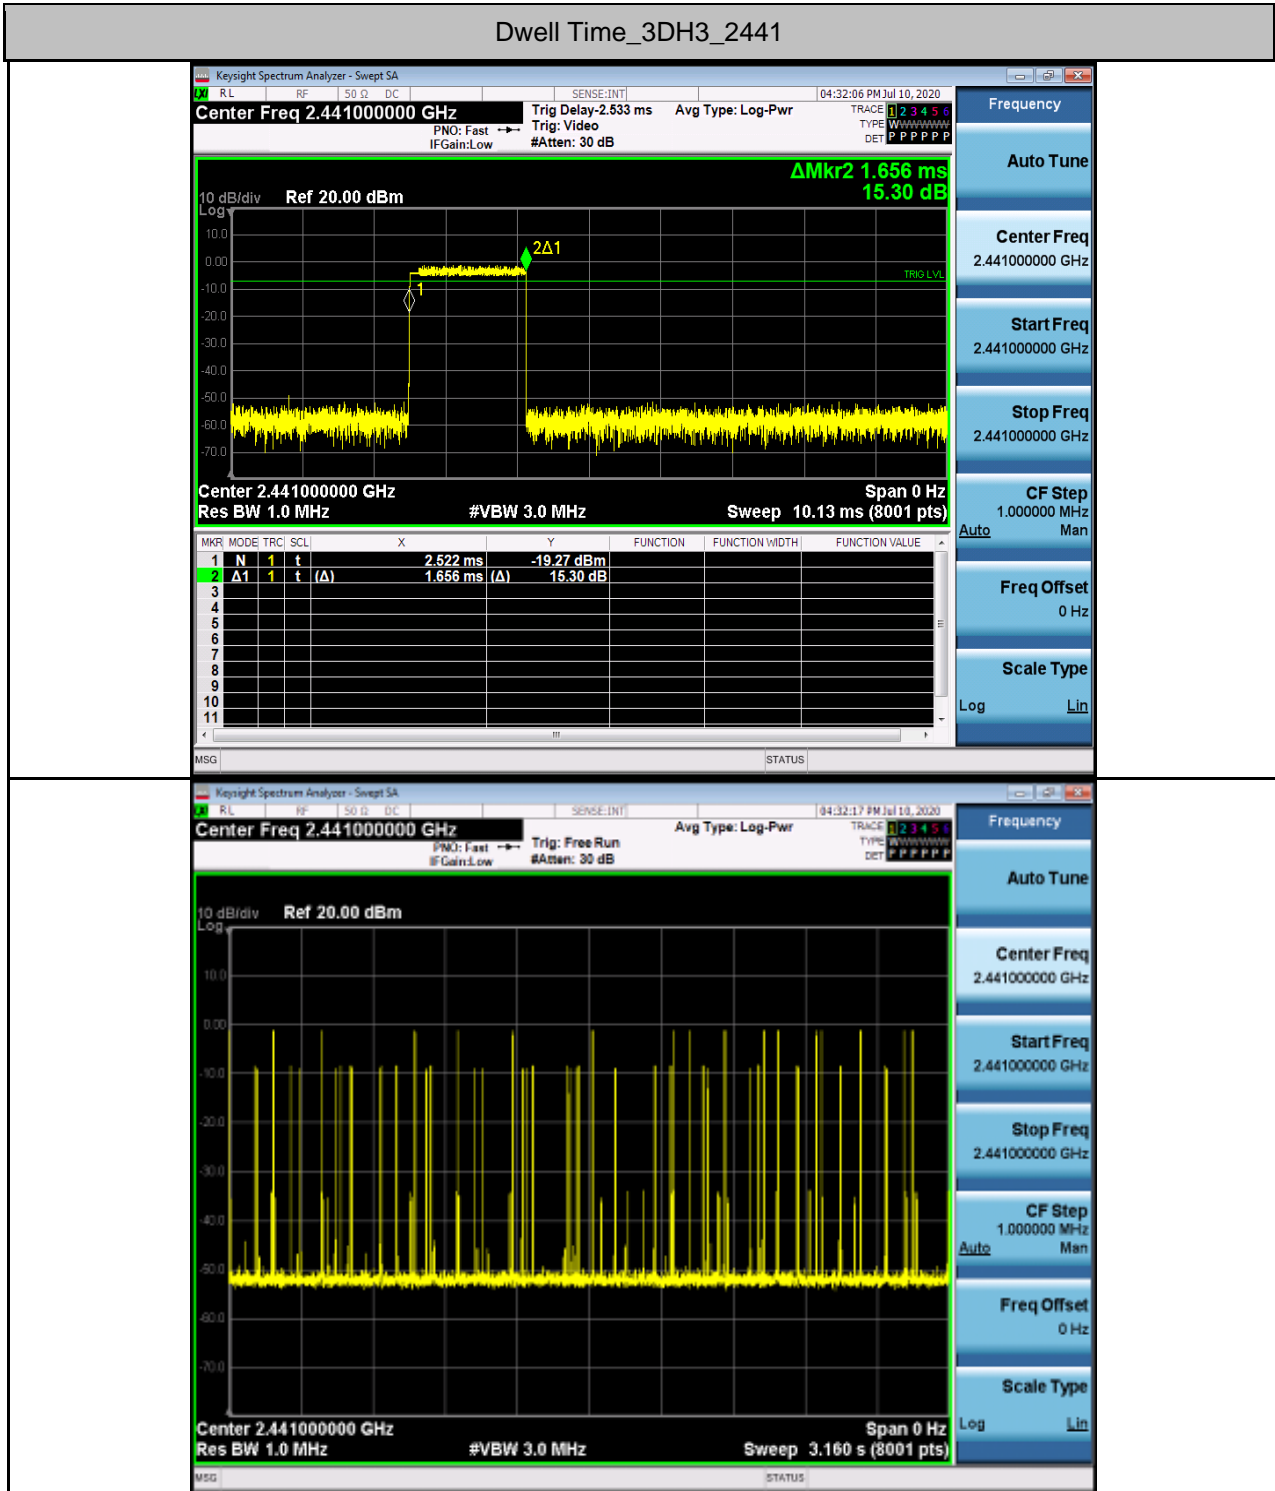 Dwell Time_3DH3_2441
Keysight Spectrum Analyzer - Swept SA
LXI RL RF 50 Ω DC SENSE:INT 04:32:06 PM Jul 10, 2020
Center Freq 2.441000000 GHz
PNO: Fast
IFGain:Low
Trig Delay-2.533 ms
Trig: Video
#Atten: 30 dB
Avg Type: Log-Pwr
TRACE 1 2 3 4 5 6
TYPE WWWWWW
DET P P P P P P
ΔMkr2 1.656 ms
15.30 dB
10 dB/div Ref 20.00 dBm
Log
10.0
0.00
-10.0
-20.0
-30.0
-40.0
-50.0
-60.0
-70.0
2Δ1
1
TRIG LVL
Center 2.441000000 GHz Span 0 Hz
Res BW 1.0 MHz #VBW 3.0 MHz Sweep 10.13 ms (8001 pts)
MKR MODE TRC SCL X Y FUNCTION FUNCTION WIDTH FUNCTION VALUE
1 N 1 t 2.522 ms -19.27 dBm
2 Δ1 1 t (Δ) 1.656 ms (Δ) 15.30 dB
3
4
5
6
7
8
9
10
11
MSG STATUS
Frequency
Auto Tune
Center Freq
2.441000000 GHz
Start Freq
2.441000000 GHz
Stop Freq
2.441000000 GHz
CF Step
1.000000 MHz
Auto Man
Freq Offset
0 Hz
Scale Type
Log Lin
Keysight Spectrum Analyzer - Swept SA
LXI RL RF 50 Ω DC SENSE:INT 04:32:17 PM Jul 10, 2020
Center Freq 2.441000000 GHz
PNO: Fast
IFGain:Low
Trig: Free Run
#Atten: 30 dB
Avg Type: Log-Pwr
TRACE 1 2 3 4 5 6
TYPE WWWWWW
DET P P P P P P
10 dB/div Ref 20.00 dBm
Log
10.0
0.00
-10.0
-20.0
-30.0
-40.0
-50.0
-60.0
-70.0
Center 2.441000000 GHz Span 0 Hz
Res BW 1.0 MHz #VBW 3.0 MHz Sweep 3.160 s (8001 pts)
MSG STATUS
Frequency
Auto Tune
Center Freq
2.441000000 GHz
Start Freq
2.441000000 GHz
Stop Freq
2.441000000 GHz
CF Step
1.000000 MHz
Auto Man
Freq Offset
0 Hz
Scale Type
Log Lin